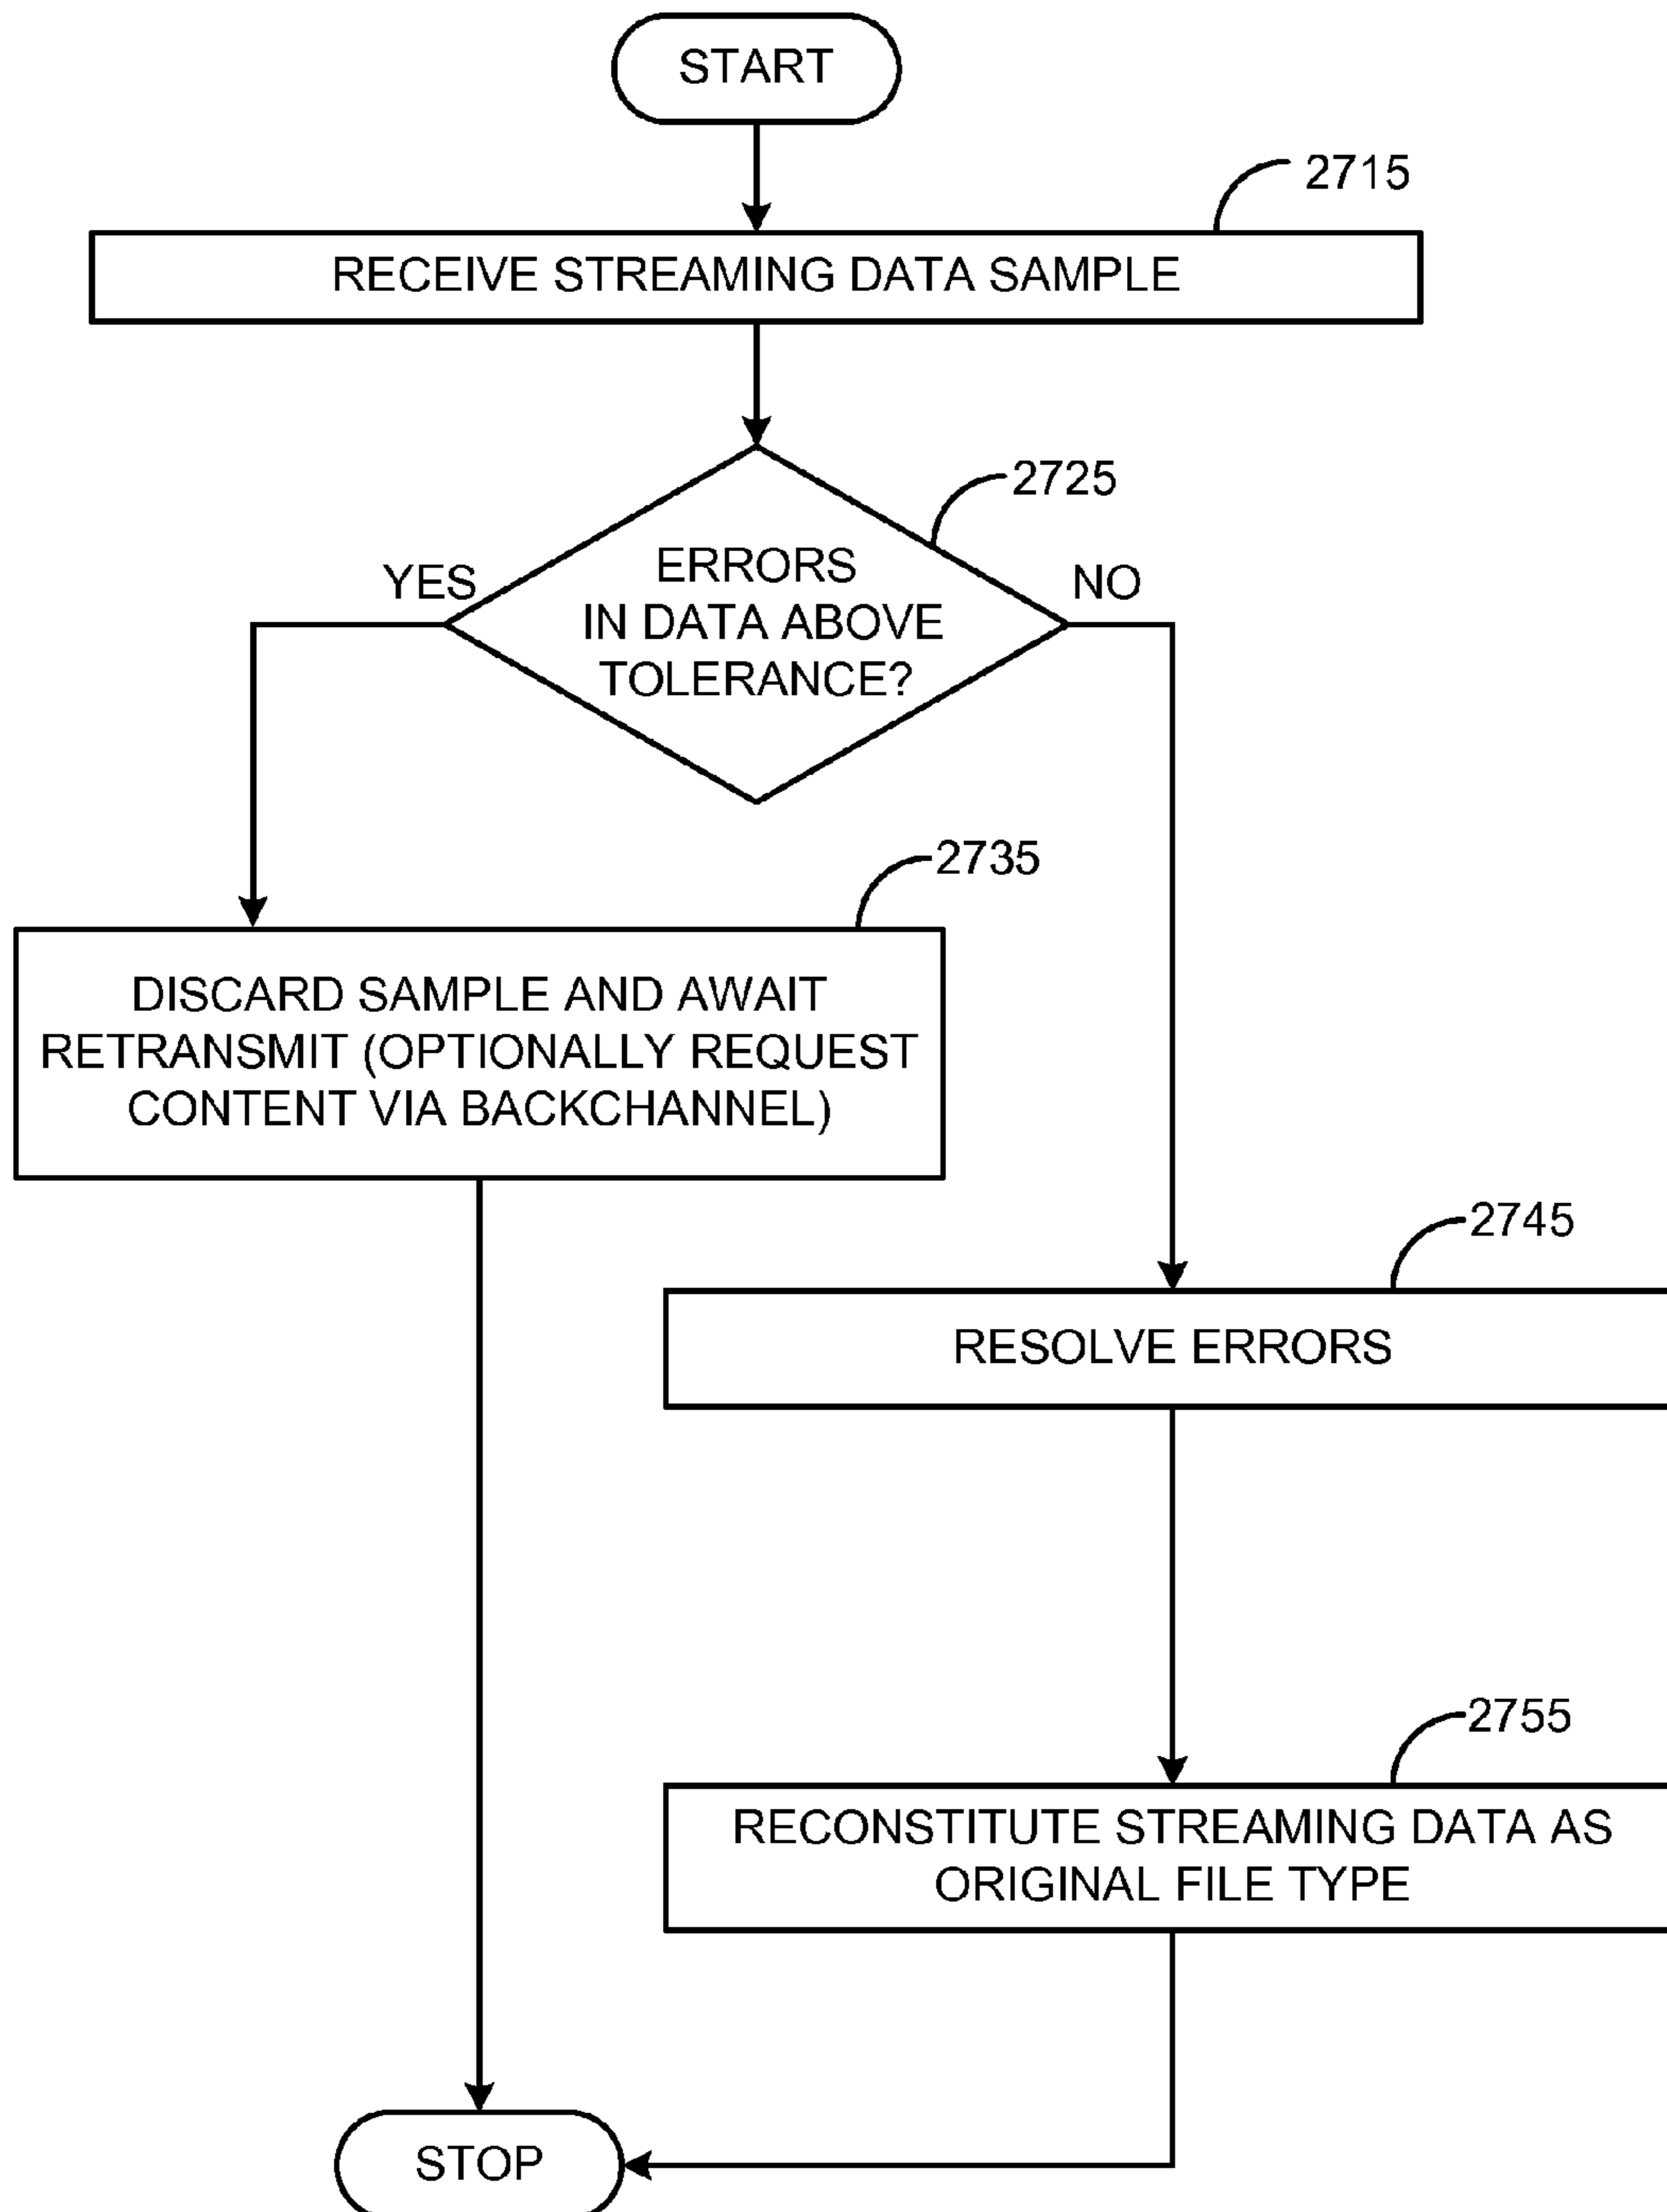 START
2715
RECEIVE STREAMING DATA SAMPLE
2725
ERRORS
IN DATA ABOVE
TOLERANCE?
YES
NO
2735
DISCARD SAMPLE AND AWAIT
RETRANSMIT (OPTIONALLY REQUEST
CONTENT VIA BACKCHANNEL)
2745
RESOLVE ERRORS
2755
RECONSTITUTE STREAMING DATA AS
ORIGINAL FILE TYPE
STOP